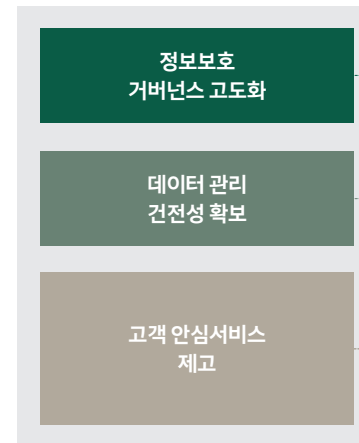 정보보호
거버넌스 고도화
데이터 관리
건전성 확보
고객 안심서비스
제고